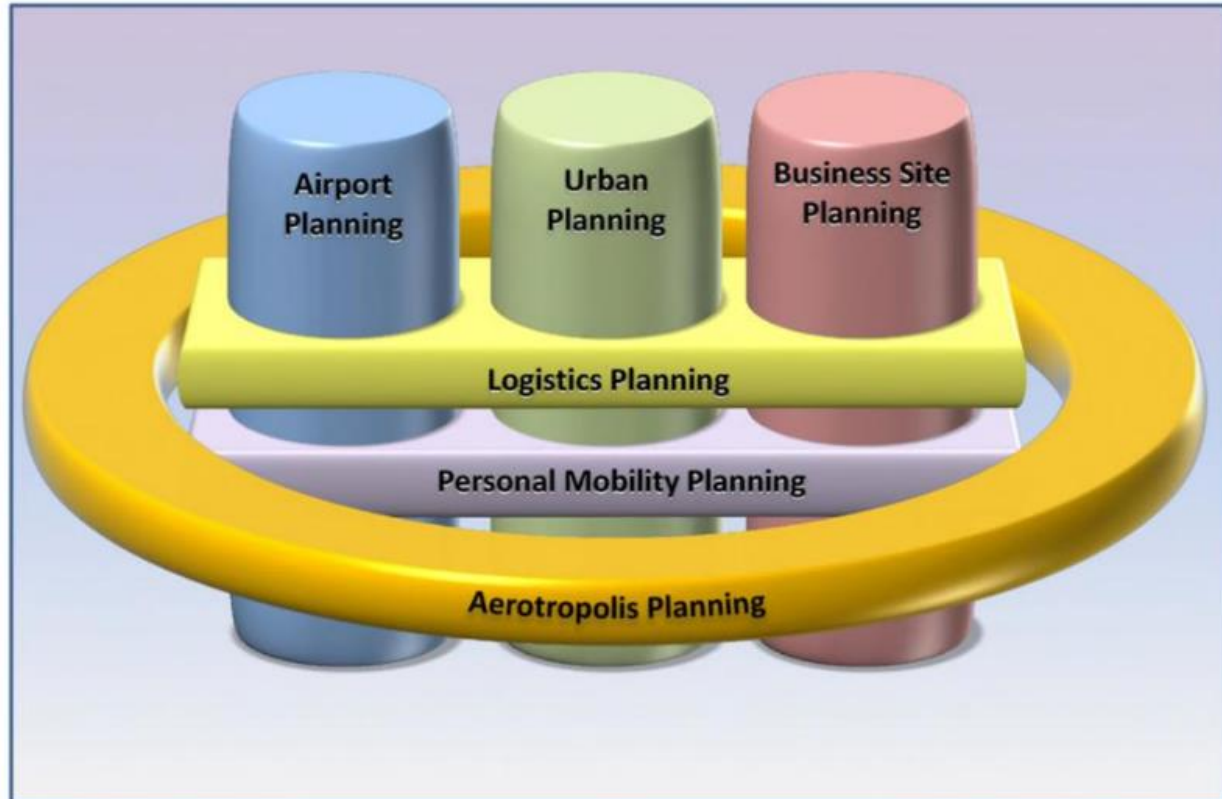 Airport
Planning
Urban
Planning
Business Site
Planning
Logistics Planning
Personal Mobility Planning
Aerotropolis Planning